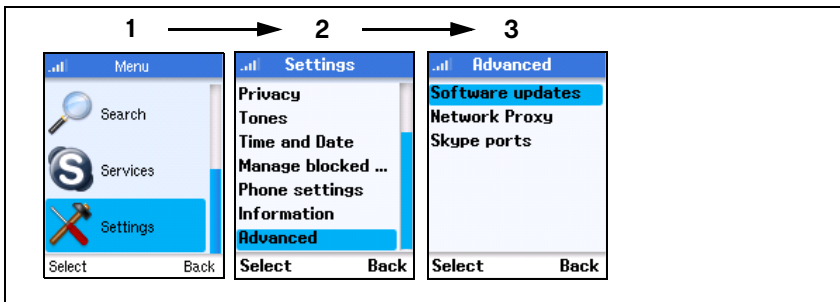 1 2 3
Menu
Search
Services
Settings
Select Back
Settings
Privacy
Tones
Time and Date
Manage blocked ...
Phone settings
Information
Advanced
Select Back
Advanced
Software updates
Network Proxy
Skype ports
Select Back